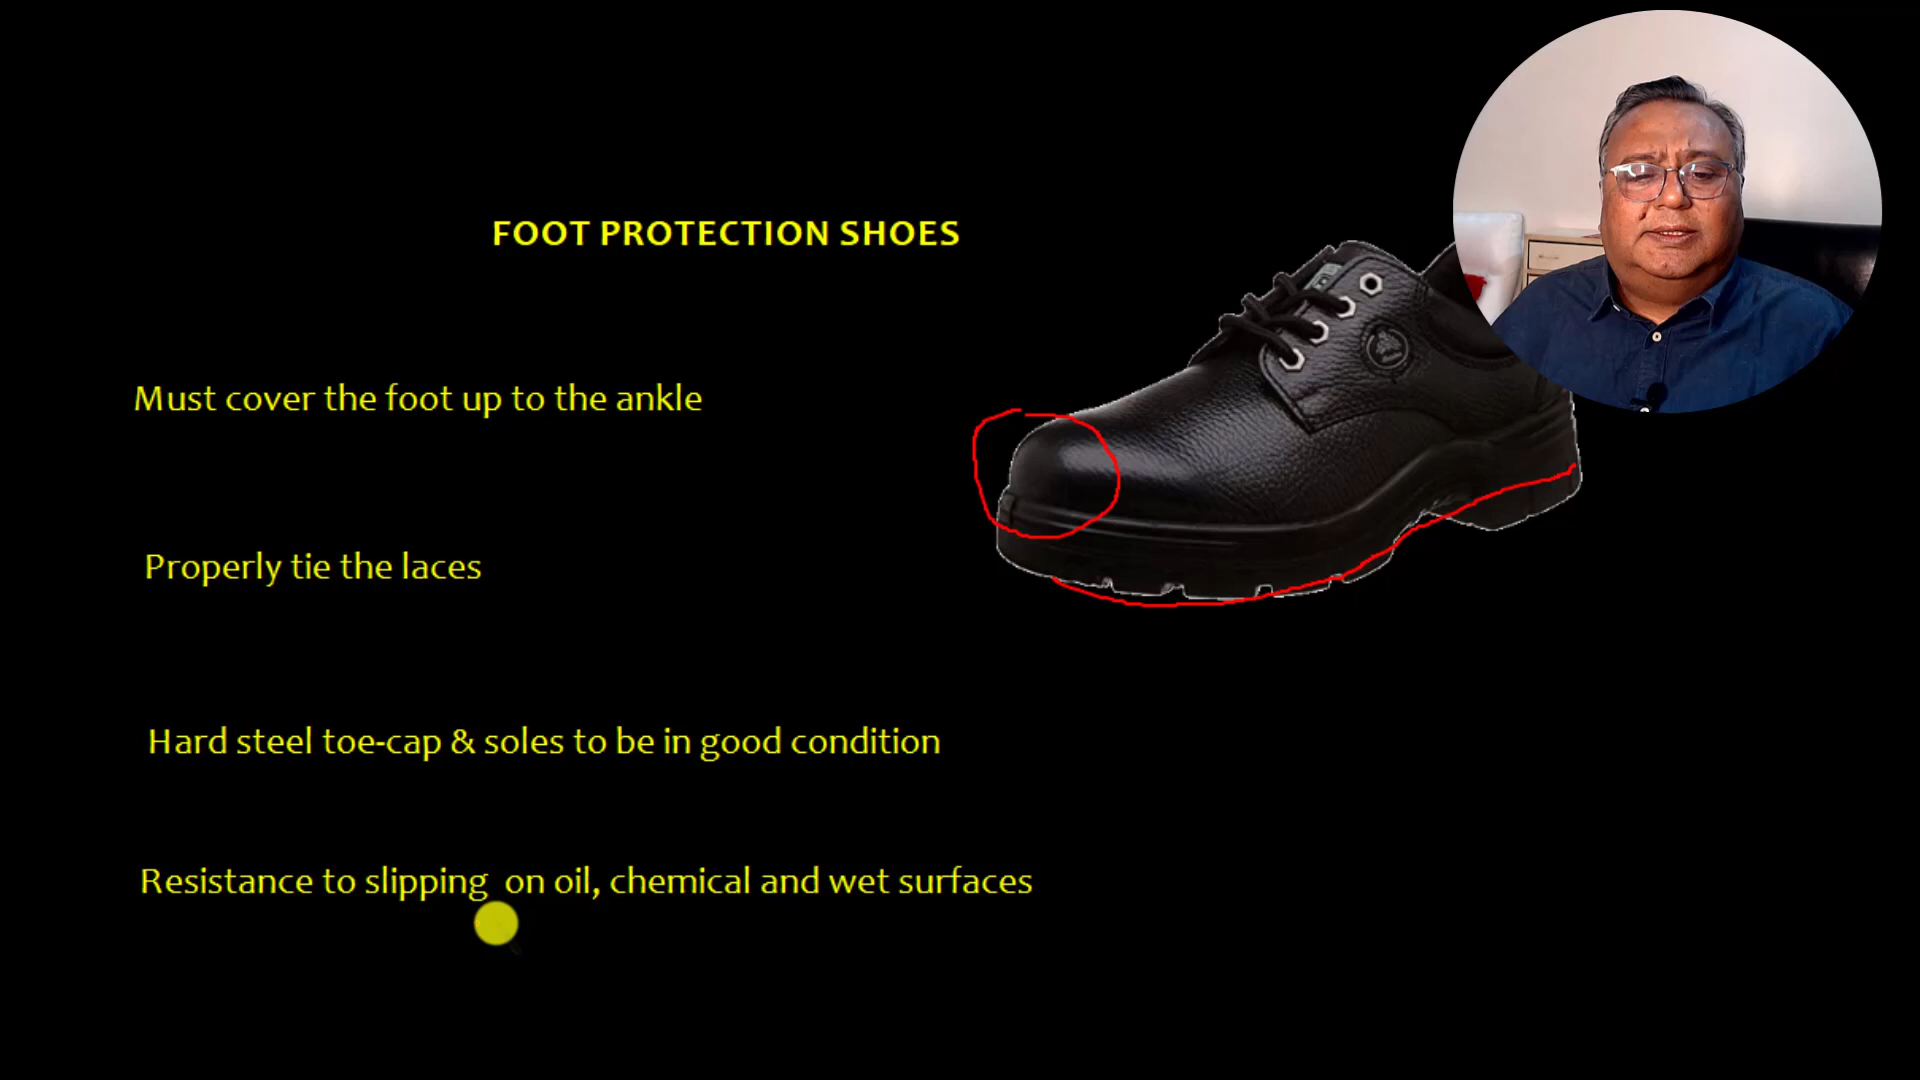 FOOT PROTECTION SHOES
Must cover the foot up to the ankle
Properly tie the laces
Hard steel toe-cap & soles to be in good condition
Resistance to slipping on oil, chemical and wet surfaces